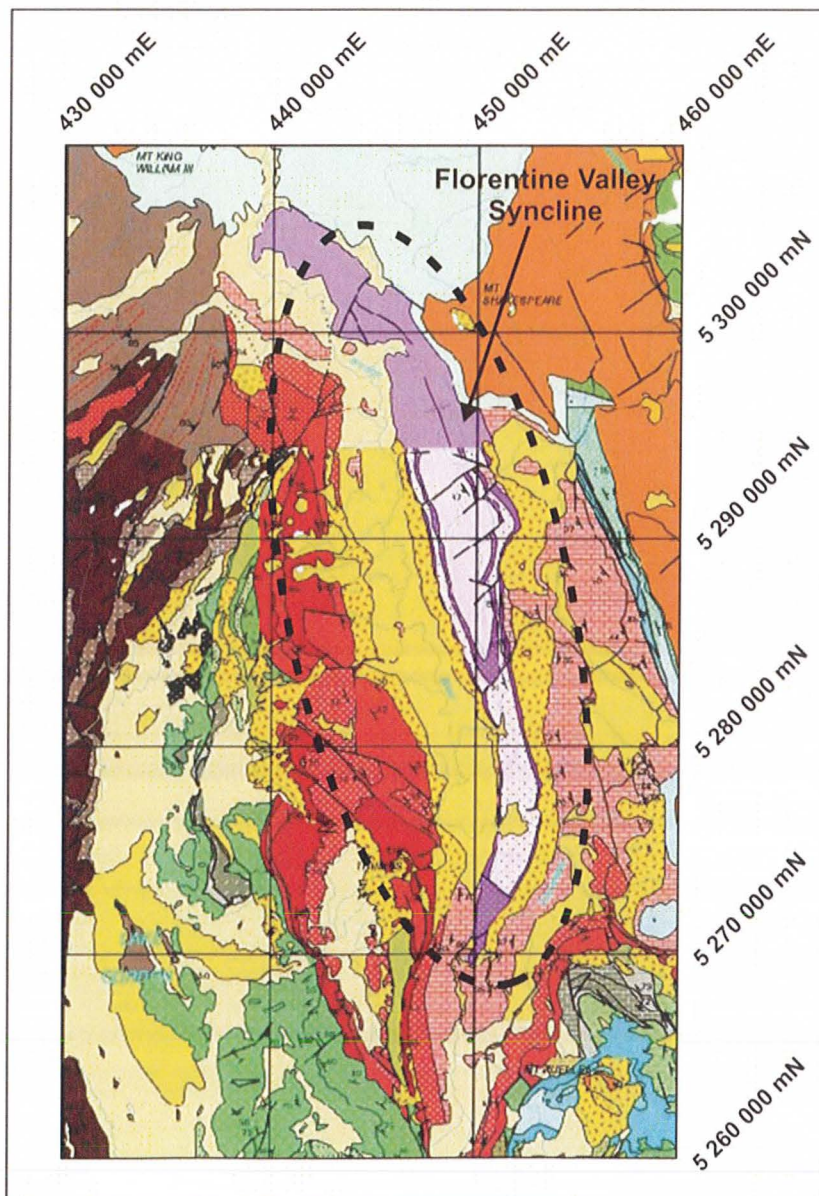 430 000 mE
440 000 mE
450 000 mE
460 000 mE
MT KING
WILLIAM III
Florentine Valley
Syncline
MT
SHAKESPEARE
5 300 000 mN
5 290 000 mN
5 280 000 mN
5 270 000 mN
LAKE
GORDON
5 260 000 mN